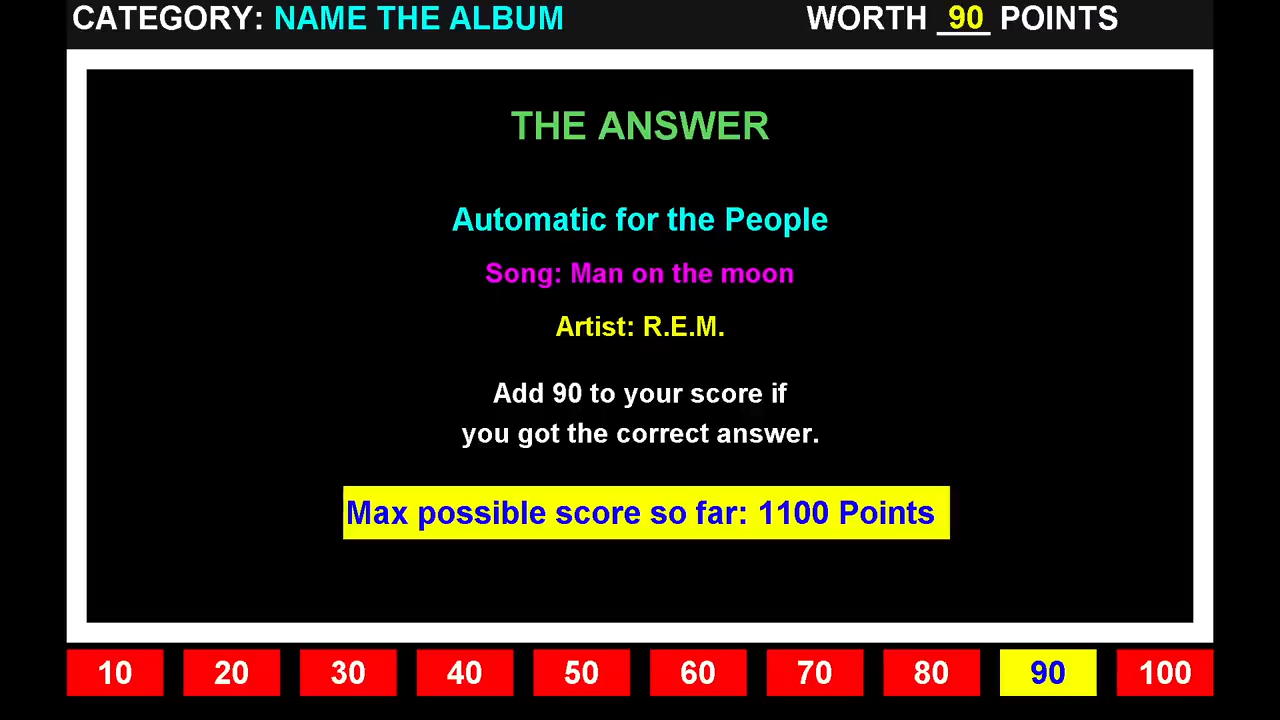 CATEGORY: NAME THE ALBUM WORTH 90 POINTS
THE ANSWER
Automatic for the People
Song: Man on the moon
Artist: R.E.M.
Add 90 to your score if
you got the correct answer.
Max possible score so far: 1100 Points
10 20 30 40 50 60 70 80 90 100